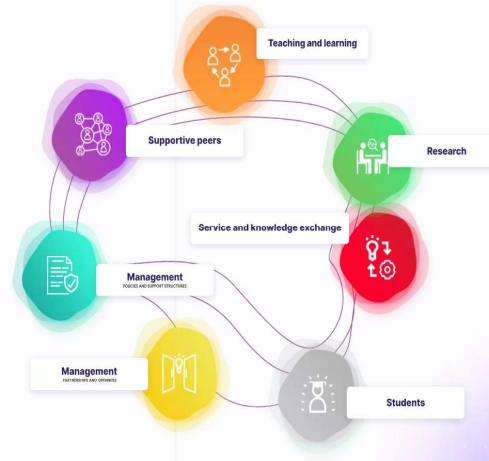 Teaching and learning
Supportive peers
Research
Service and knowledge exchange
Management
POLICIES AND SUPPORT STRUCTURES
Management
PARTNERSHIPS AND OPENNESS
Students